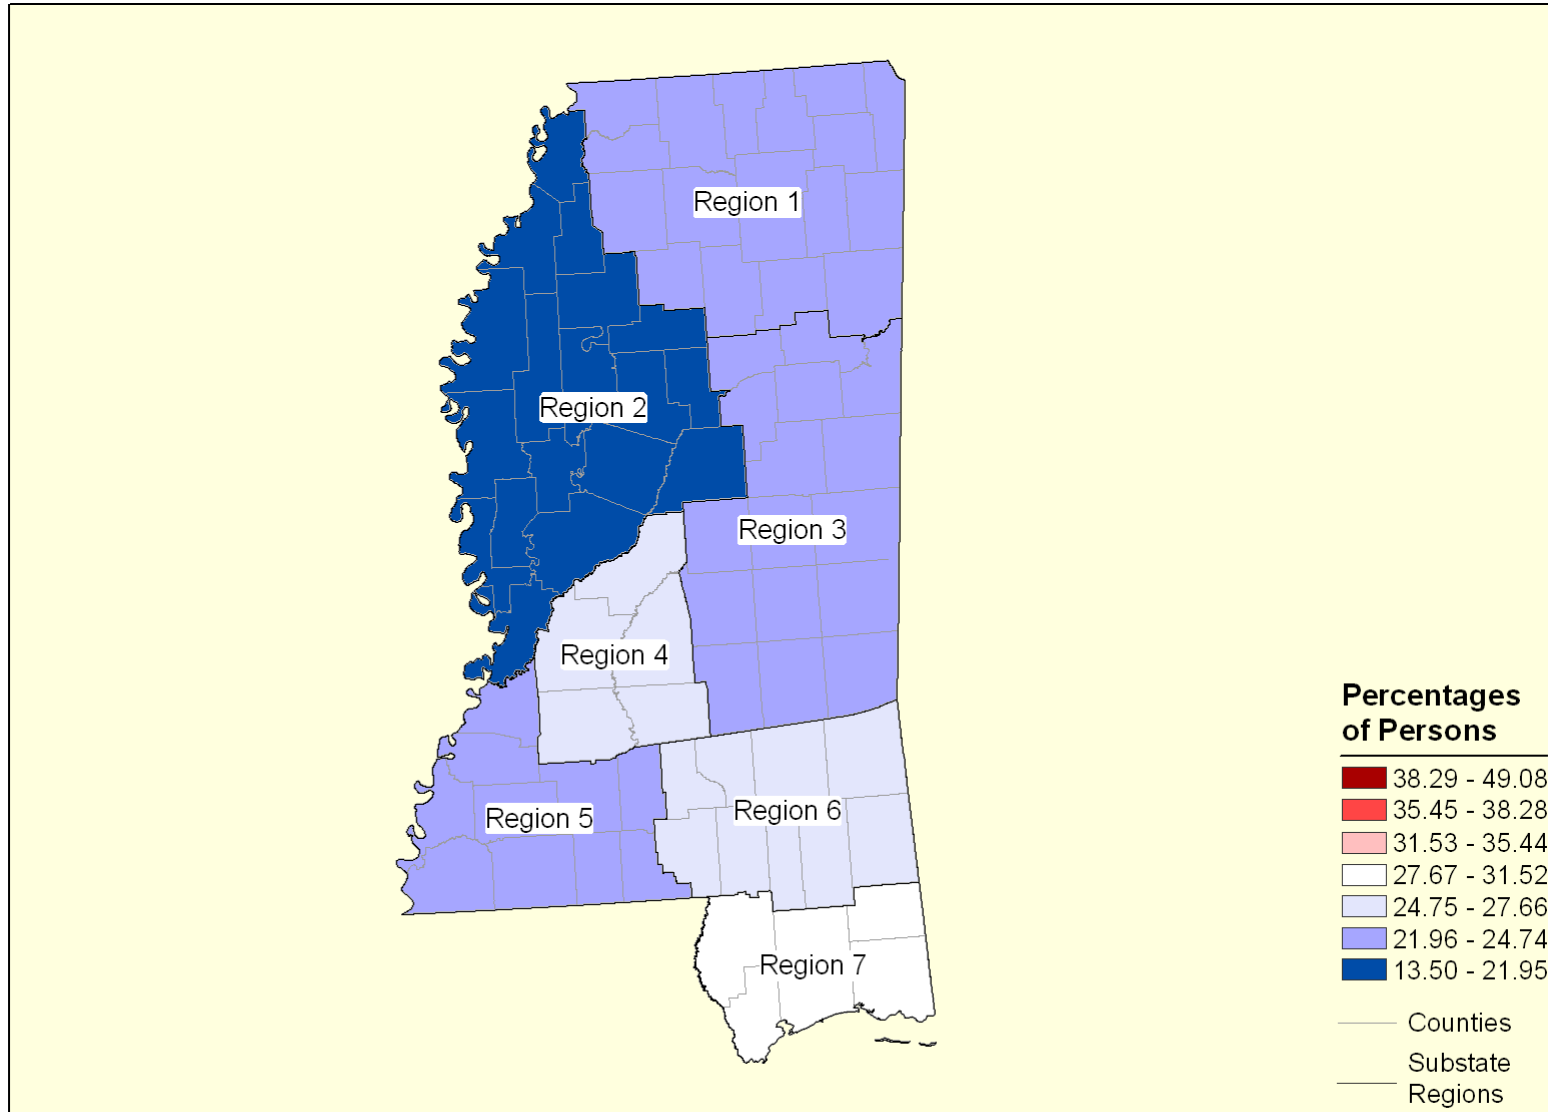 Region 1
Region 2
Region 3
Region 4
Region 5
Region 6
Region 7
Percentages
of Persons
38.29 - 49.08
35.45 - 38.28
31.53 - 35.44
27.67 - 31.52
24.75 - 27.66
21.96 - 24.74
13.50 - 21.95
Counties
Substate
Regions